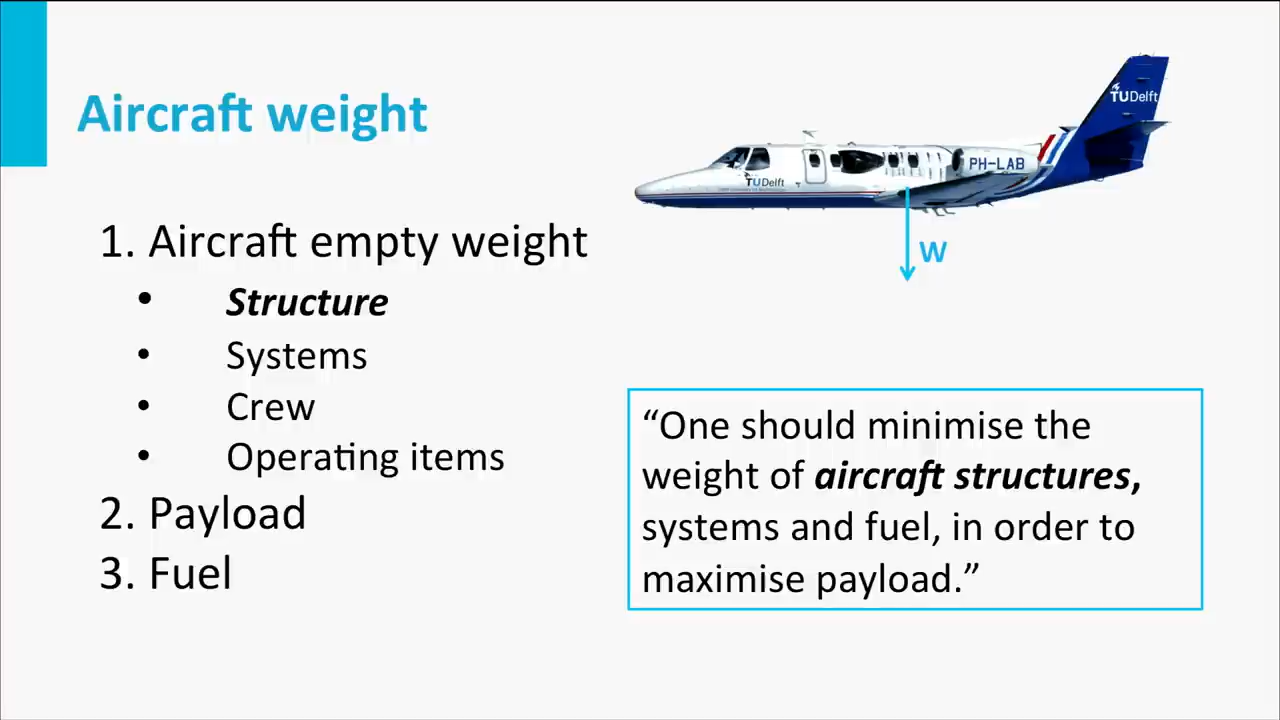 Aircraft weight
TUDelft
PH-LAB
TUDelft
W
1. Aircraft empty weight
• Structure
• Systems
• Crew
• Operating items
2. Payload
3. Fuel
“One should minimise the
weight of aircraft structures,
systems and fuel, in order to
maximise payload.”